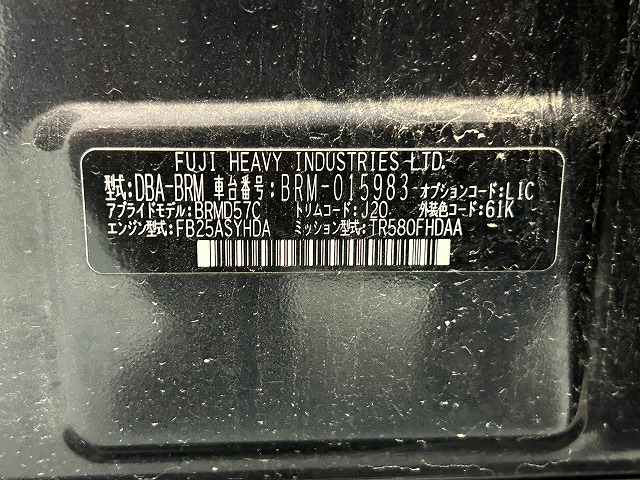 FUJI HEAVY INDUSTRIES LTD.
型式:DBA-BRM 車台番号:BRM-015983 オプションコード:LIC
アプライドモデル:BRMD57C トリムコード:J20 外装色コード:61K
エンジン型式:FB25ASYHDA ミッション型式:TR580FHDAA